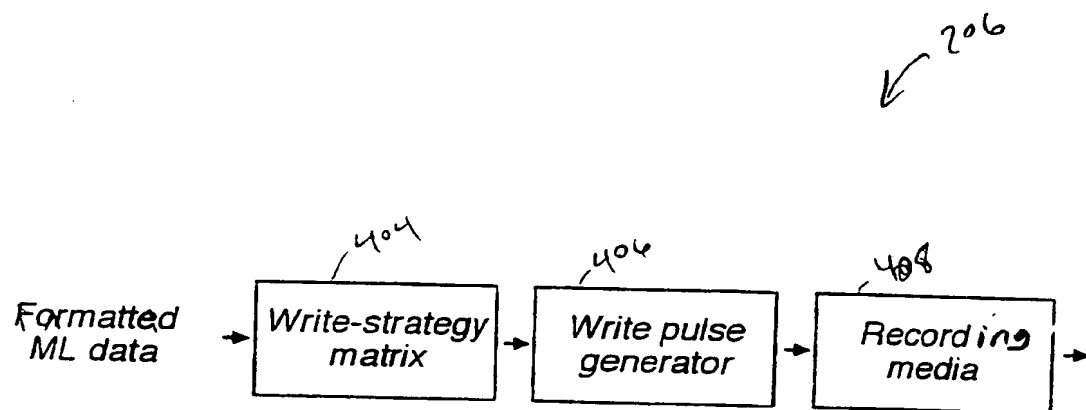 206
404
406
408
Formatted
ML data
Write-strategy
matrix
Write pulse
generator
Recording
media